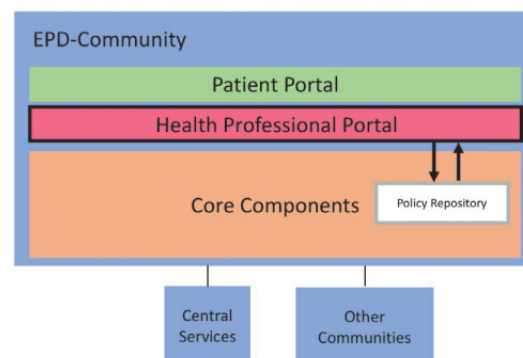 EPD-Community
Patient Portal
Health Professional Portal
Core Components
Policy Repository
Central
Services
Other
Communities